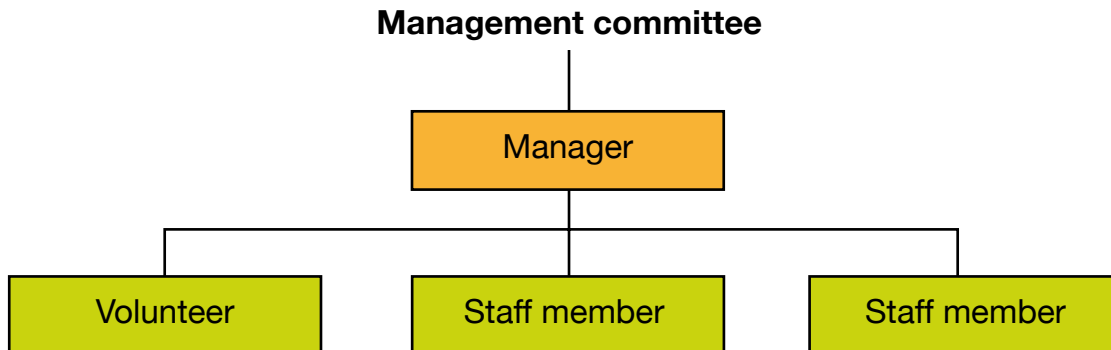 Management committee
Manager
Volunteer
Staff member
Staff member